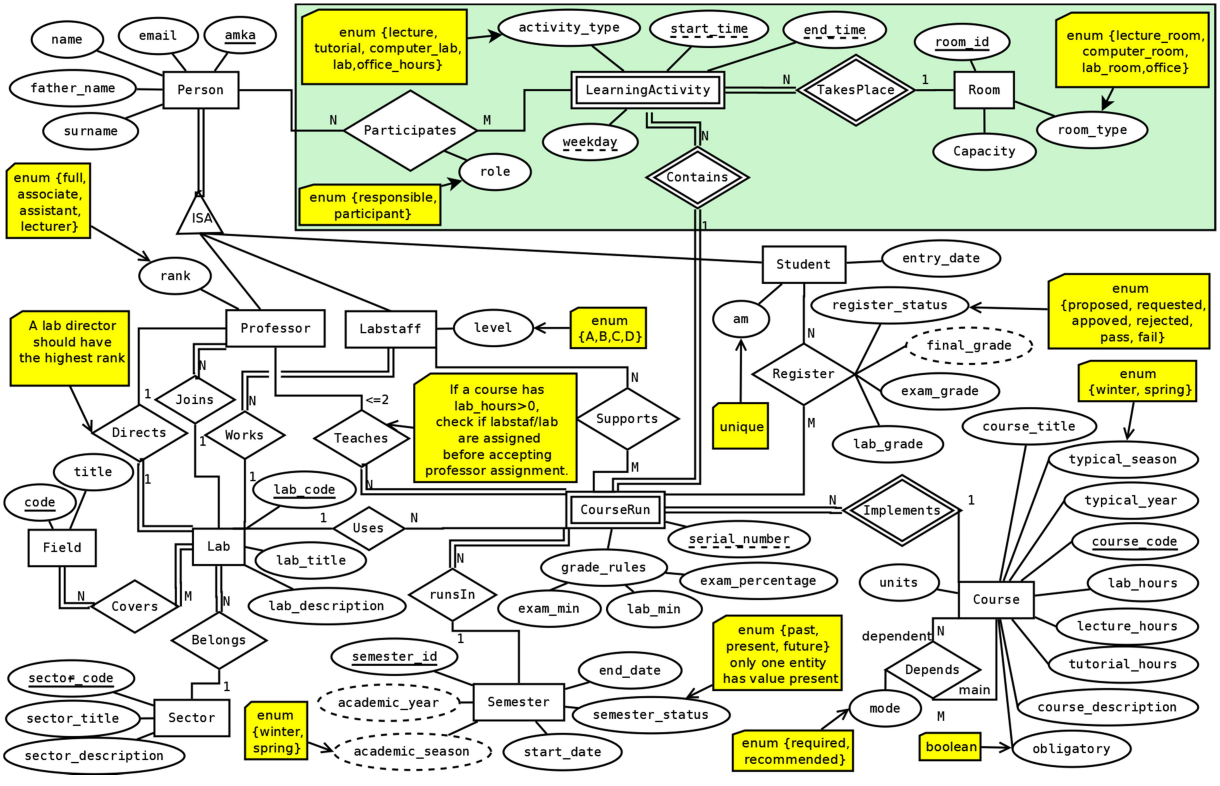 name
email
amka
father_name
Person
surname
enum {lecture,
tutorial, computer_lab,
lab,office_hours}
activity_type
start_time
end_time
LearningActivity
weekday
N
TakesPlace
1
room_id
Room
Capacity
room_type
enum {lecture_room,
computer_room,
lab_room,office}
N
Participates
M
role
enum {responsible,
participant}
N
Contains
1
enum {full,
associate,
assistant,
lecturer}
ISA
rank
Student
entry_date
am
unique
register_status
enum
{proposed, requested,
appoved, rejected,
pass, fail}
final_grade
exam_grade
lab_grade
N
Register
M
A lab director
should have
the highest rank
Professor
Labstaff
level
enum
{A,B,C,D}
N
Joins
1
1
Directs
1
N
Works
1
<=2
Teaches
N
If a course has
lab_hours>0,
check if labstaf/lab
are assigned
before accepting
professor assignment.
N
Supports
M
enum
{winter, spring}
course_title
typical_season
typical_year
course_code
lab_hours
lecture_hours
tutorial_hours
course_description
obligatory
boolean
units
Course
N
Implements
1
title
code
Field
N
Covers
M
lab_code
Lab
lab_title
lab_description
1
Uses
N
CourseRun
serial_number
grade_rules
exam_percentage
exam_min
lab_min
N
runsIn
1
N
Belongs
1
sector_code
sector_title
Sector
sector_description
semester_id
academic_year
academic_season
enum
{winter,
spring}
Semester
end_date
semester_status
start_date
enum {past,
present, future}
only one entity
has value present
dependent
N
Depends
main
M
mode
enum {required,
recommended}